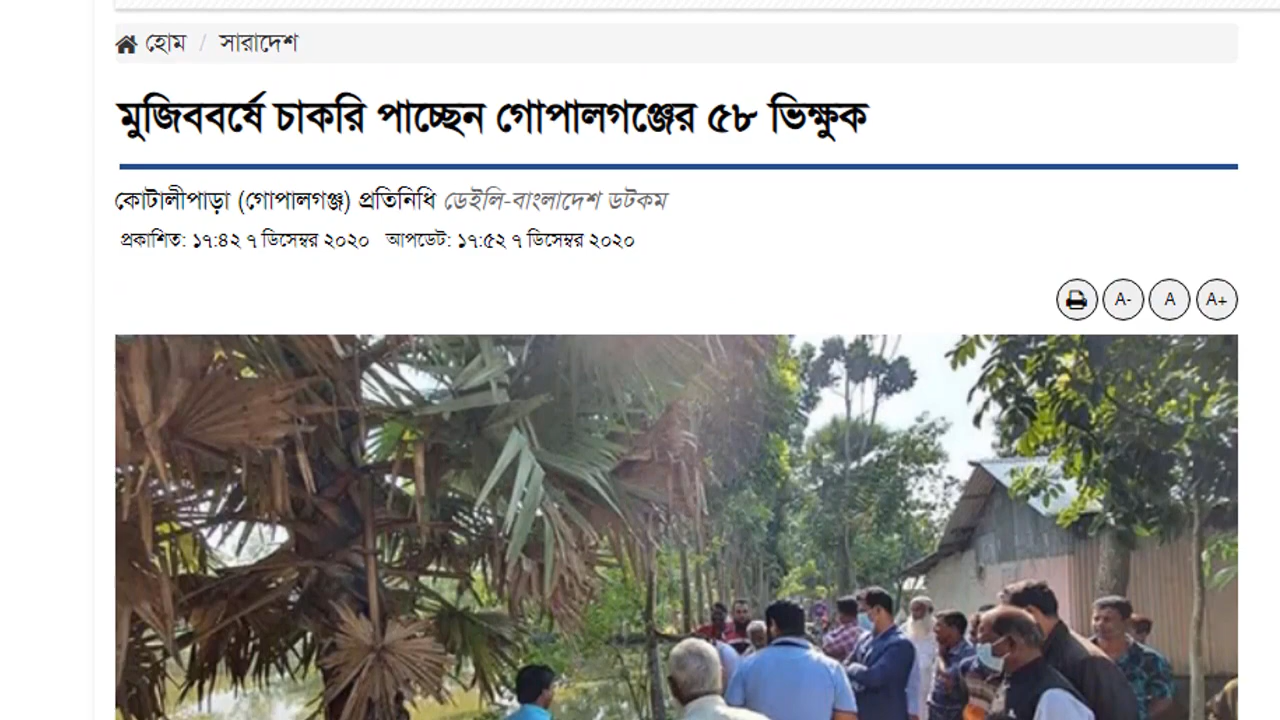 হোম / সারাদেশ
মুজিববর্ষে চাকরি পাচ্ছেন গোপালগঞ্জের ৫৮ ভিক্ষুক
কোটালীপাড়া (গোপালগঞ্জ) প্রতিনিধি ডেইলি-বাংলাদেশ ডটকম
প্রকাশিত: ১৭:৪২ ৭ ডিসেম্বর ২০২০ আপডেট: ১৭:৫২ ৭ ডিসেম্বর ২০২০
A- A A+